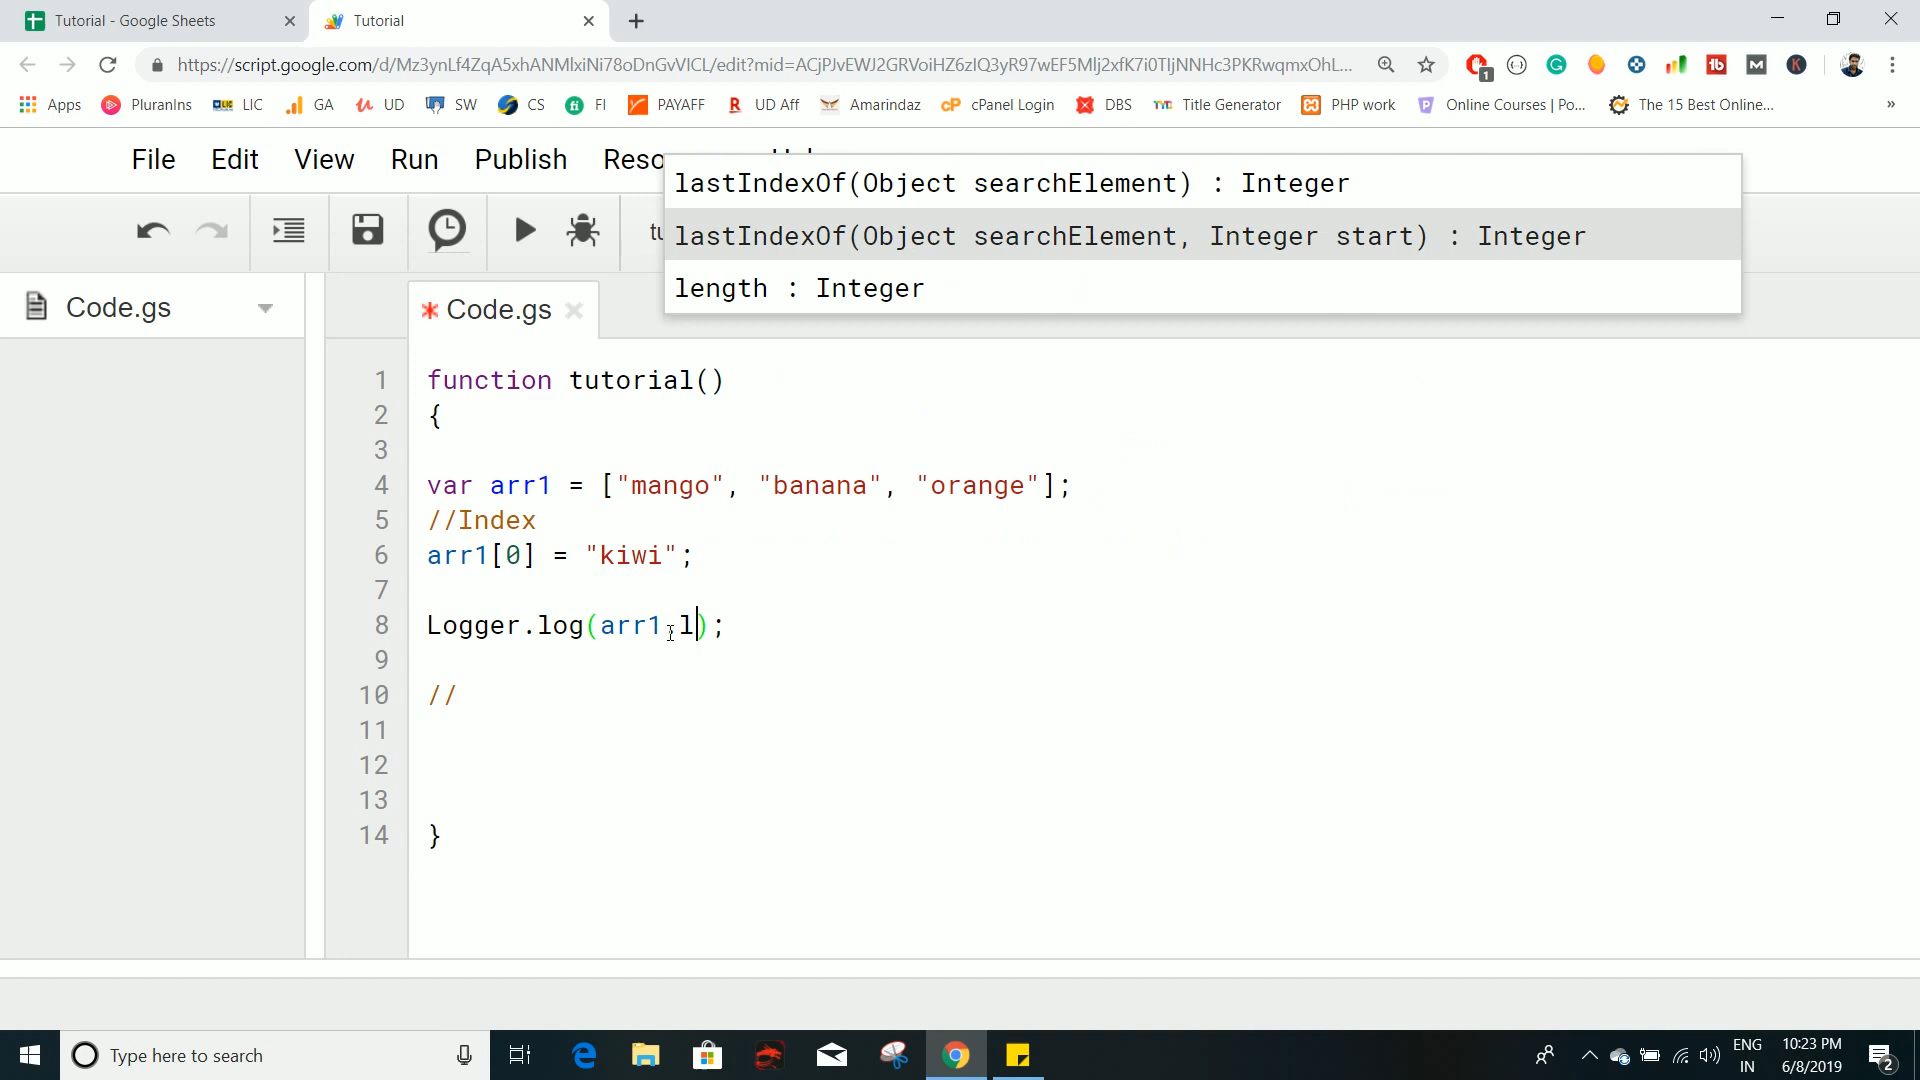 Tutorial - Google Sheets
Tutorial
https://script.google.com/d/Mz3ynLf4ZqA5xhANMlxiNi78oDnGvVICL/edit?mid=ACjPJvEWJ2GRVoiHZ6zIQ3yR97wEF5Mlj2xfK7i0TIjNNHc3PKRwqmxOhL...
Apps PluranIns LIC GA UD SW CS FI PAYAFF UD Aff Amarindaz cPanel Login DBS Title Generator PHP work Online Courses | Po... The 15 Best Online... »
File Edit View Run Publish Reso
lastIndexOf(Object searchElement) : Integer
lastIndexOf(Object searchElement, Integer start) : Integer
length : Integer
Code.gs
* Code.gs
1 function tutorial()
2 {
3
4 var arr1 = ["mango", "banana", "orange"];
5 //Index
6 arr1[0] = "kiwi";
7
8 Logger.log(arr1.l);
9
10 //
11
12
13
14 }
Type here to search
ENG
IN
10:23 PM
6/8/2019
2